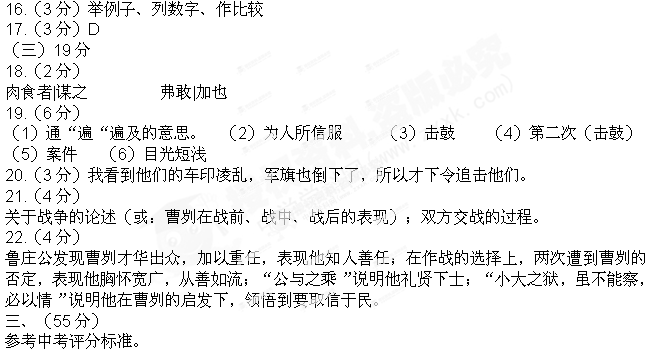 16.（3分）举例子、列数字、作比较
17.（3分）D
（三）19分
18.（2分）
肉食者|谋之 弗敢|加也
19.（6分）
（1）通“遍“遍及的意思。 （2）为人所信服 （3）击鼓 （4）第二次（击鼓）
（5）案件 （6）目光短浅
20.（3分）我看到他们的车印凌乱，军旗也倒下了，所以才下令追击他们。
21.（4分）
关于战争的论述（或：曹刿在战前、战中、战后的表现）；双方交战的过程。
22.（4分）
鲁庄公发现曹刿才华出众，加以重任，表现他知人善任；在作战的选择上，两次遭到曹刿的
否定，表现他胸怀宽广，从善如流；“公与之乘”说明他礼贤下士；“小大之狱，虽不能察，
必以情”说明他在曹刿的启发下，领悟到要取信于民。
三、（55分）
参考中考评分标准。